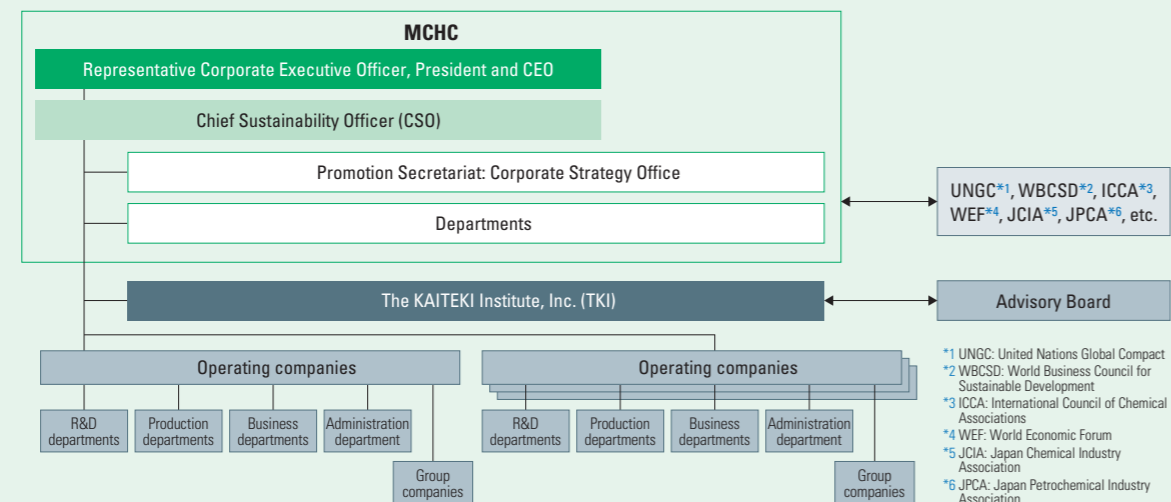 MCHC
Representative Corporate Executive Officer, President and CEO
Chief Sustainability Officer (CSO)
Promotion Secretariat: Corporate Strategy Office
Departments
UNGC*1, WBCSD*2, ICCA*3,
WEF*4, JCIA*5, JPCA*6, etc.
The KAITEKI Institute, Inc. (TKI)
Advisory Board
Operating companies
R&D
departments
Production
departments
Business
departments
Administration
department
Group
companies
Operating companies
R&D
departments
Production
departments
Business
departments
Administration
department
Group
companies
*1 UNGC: United Nations Global Compact
*2 WBCSD: World Business Council for
Sustainable Development
*3 ICCA: International Council of Chemical
Associations
*4 WEF: World Economic Forum
*5 JCIA: Japan Chemical Industry
Association
*6 JPCA: Japan Petrochemical Industry
Association